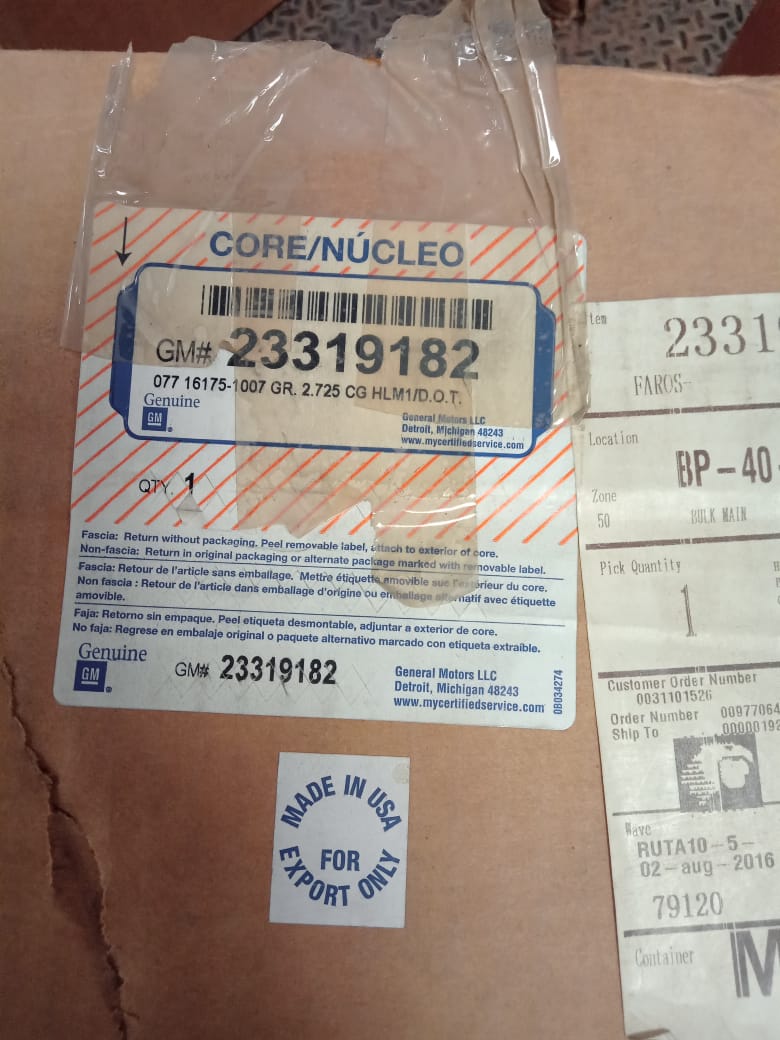 CORE/NÚCLEO
GM# 23319182
077 16175-1007 GR. 2.725 CG HLM1/D.O.T.
Genuine
GM
General Motors LLC
Detroit, Michigan 48243
www.mycertifiedservice.com
QTY. 1
Fascia: Return without packaging. Peel removable label, attach to exterior of core.
Non-fascia: Return in original packaging or alternate package marked with removable label.
Fascia: Retour de l'article sans emballage. Mettre étiquette amovible sue l'extérieur du core.
Non fascia : Retour de l'article dans emballage d'origine ou emballage alternatif avec étiquette
amovible.
Faja: Retorno sin empaque. Peel etiqueta desmontable, adjuntar a exterior de core.
No faja: Regrese en embalaje original o paquete alternativo marcado con etiqueta extraíble.
Genuine
GM
GM# 23319182
General Motors LLC
Detroit, Michigan 48243
www.mycertifiedservice.com
08034274
MADE IN USA
FOR
EXPORT ONLY
tem
2331
FAROS-
Location
BP-40
Zone
50
BULK MAIN
Pick Quantity
1
Customer Order Number
0031101526
Order Number 00977064
Ship To 00000192
Wave
RUTA10-5-
02-aug-2016
79120
Container
M